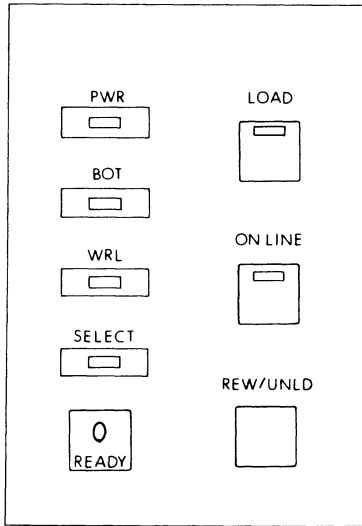 PWR
BOT
WRL
SELECT
0
READY
LOAD
ON LINE
REW/UNLD